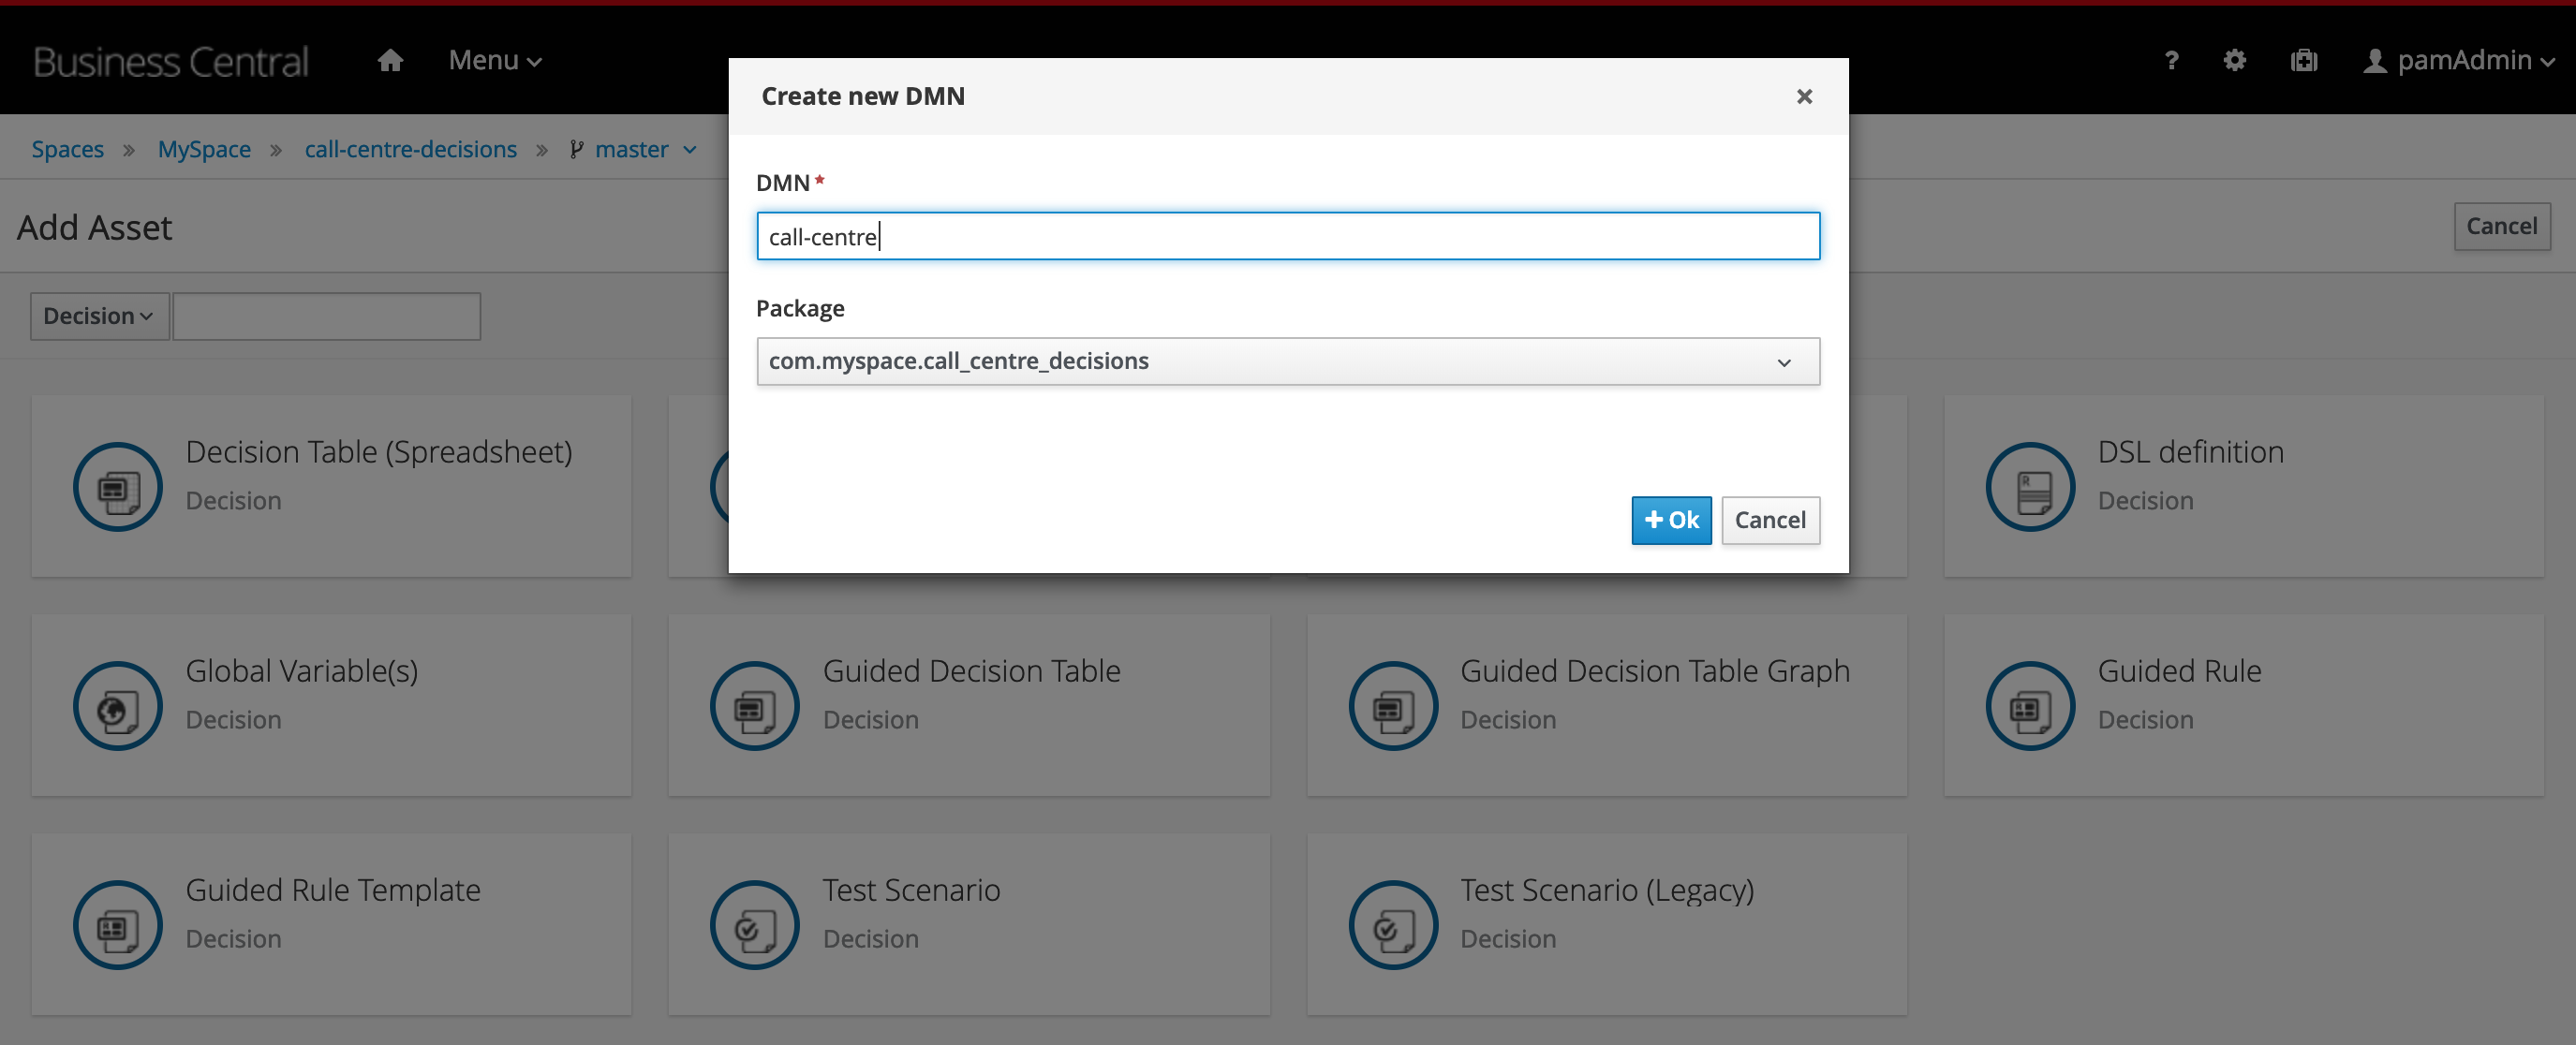 Business Central Menu ? pamAdmin
Create new DMN ×
Spaces » MySpace » call-centre-decisions » master
DMN *
Add Asset Cancel
call-centre
Decision
Package
com.myspace.call_centre_decisions
Decision Table (Spreadsheet) DSL definition
Decision Decision
+ Ok Cancel
Global Variable(s) Guided Decision Table Guided Decision Table Graph Guided Rule
Decision Decision Decision Decision
Guided Rule Template Test Scenario Test Scenario (Legacy)
Decision Decision Decision